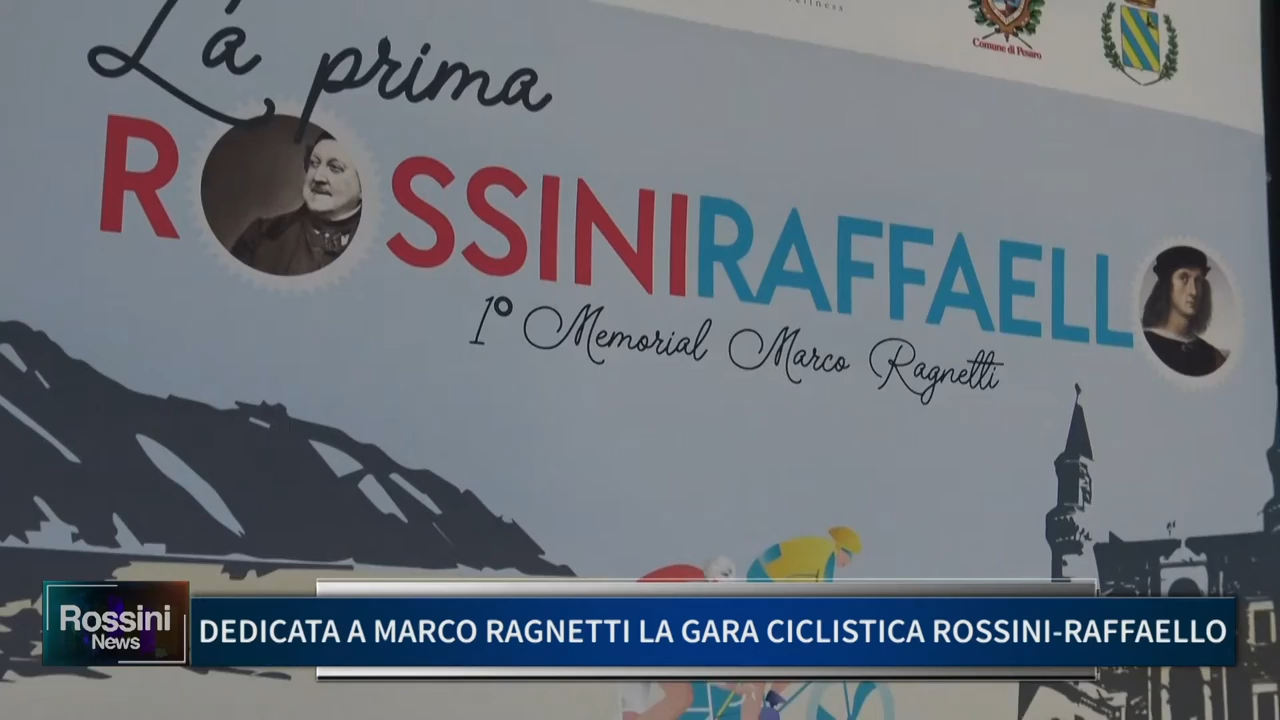 La prima
ROSSINIRAFFAELLO
1° Memorial Marco Ragnetti
Comune di Pesaro
Rossini
News
DEDICATA A MARCO RAGNETTI LA GARA CICLISTICA ROSSINI-RAFFAELLO